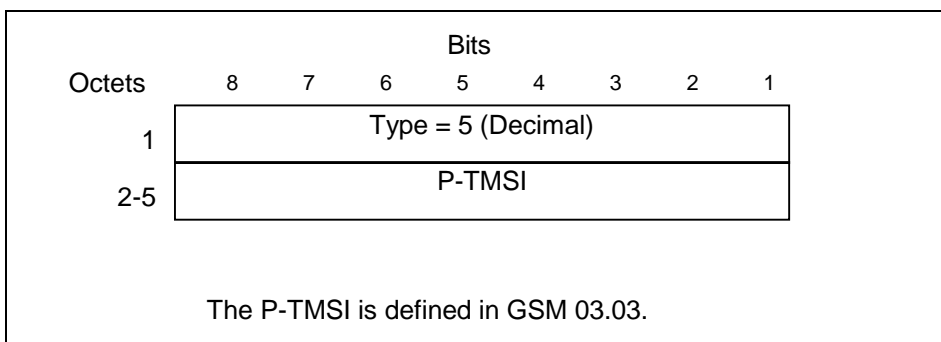 Bits
Octets 8 7 6 5 4 3 2 1
1 Type = 5 (Decimal)
2-5 P-TMSI
The P-TMSI is defined in GSM 03.03.